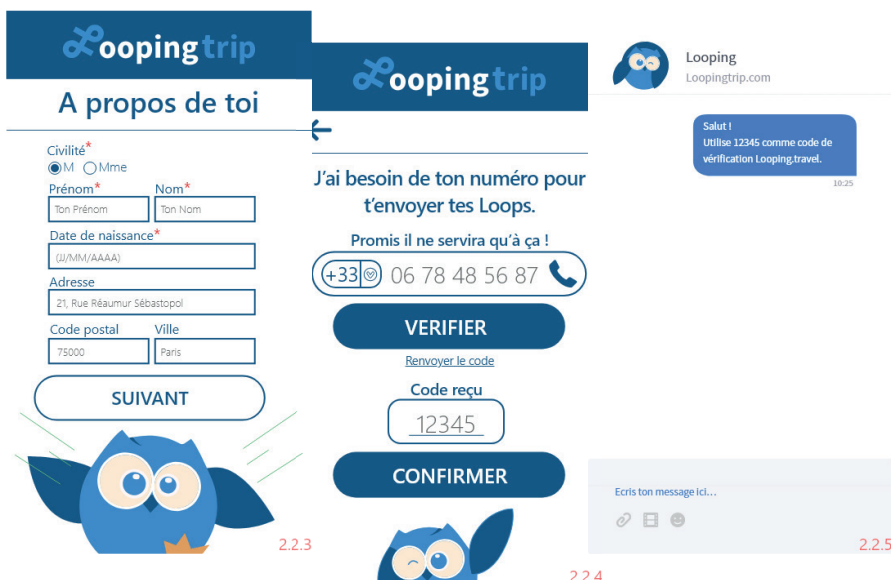 Loopingtrip
A propos de toi
Civilité*
M Mme
Prénom* Nom*
Ton Prénom Ton Nom
Date de naissance*
(JJ/MM/AAAA)
Adresse
21, Rue Réaumur Sébastopol
Code postal Ville
75000 Paris
SUIVANT
2.2.3
Loopingtrip
J'ai besoin de ton numéro pour
t'envoyer tes Loops.
Promis il ne servira qu'à ça !
+33 06 78 48 56 87
VERIFIER
Renvoyer le code
Code reçu
12345
CONFIRMER
2.2.4
Looping
Loopingtrip.com
Salut !
Utilise 12345 comme code de
vérification Looping.travel.
10:25
Ecris ton message ici...
2.2.5